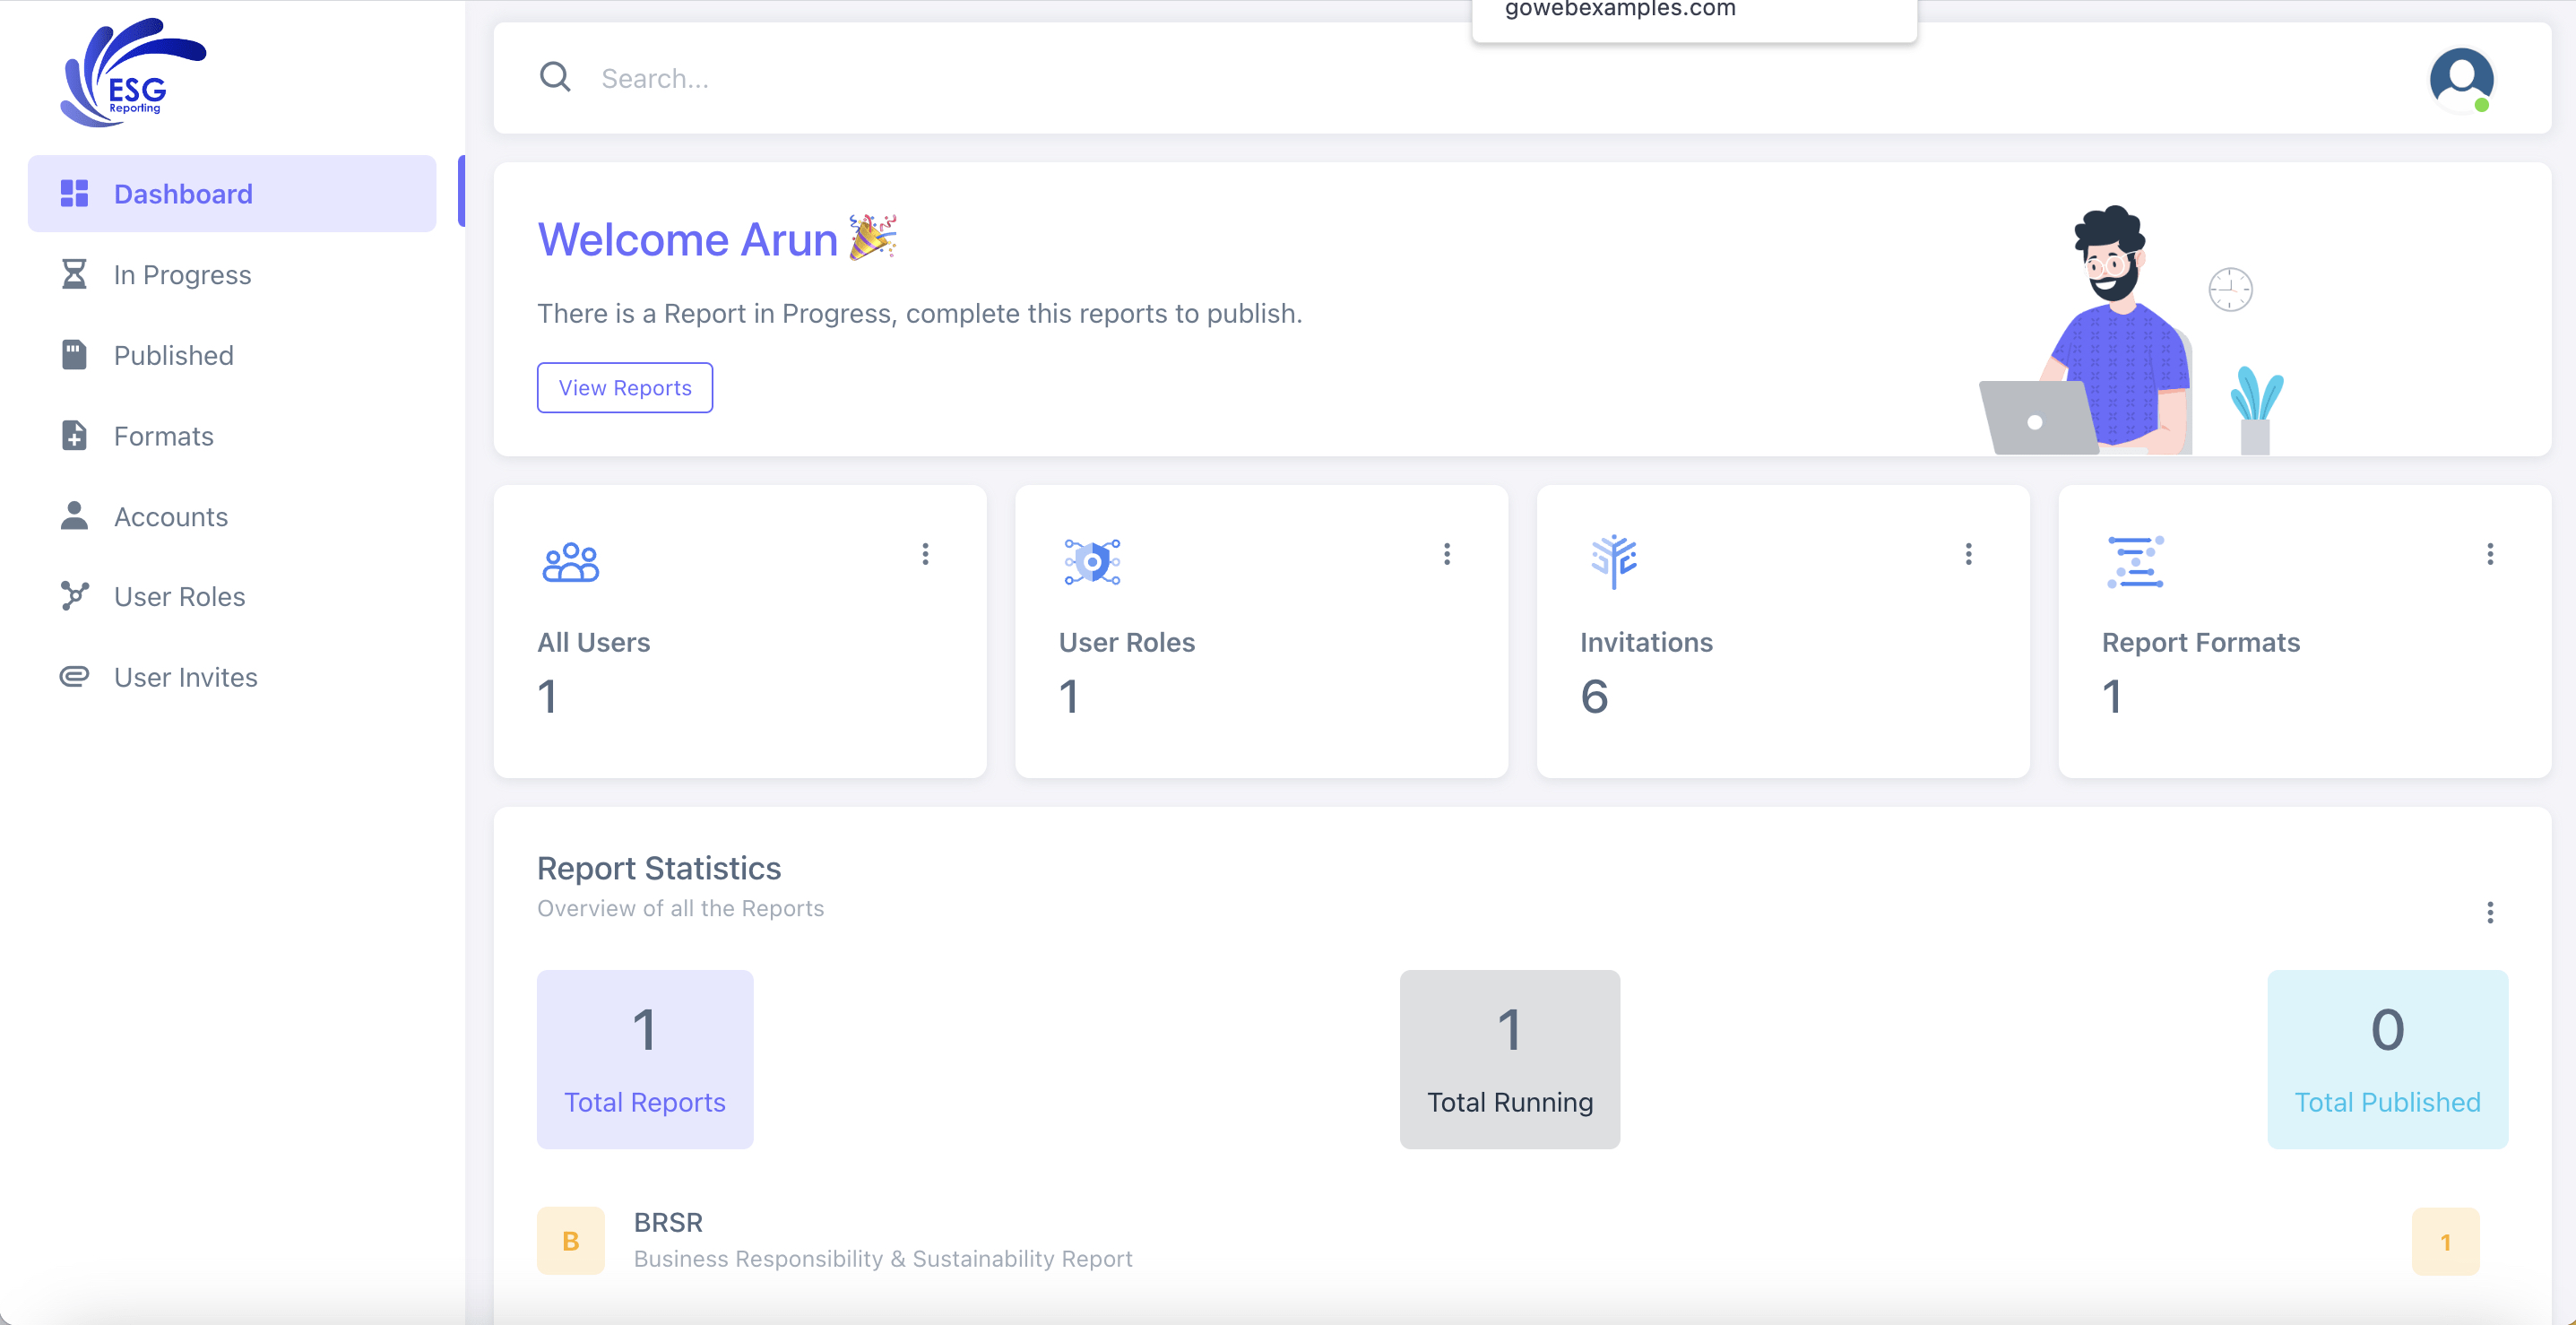 gowebexamples.com
ESG
Reporting
Search...
Dashboard
In Progress
Published
Formats
Accounts
User Roles
User Invites
Welcome Arun🎉
There is a Report in Progress, complete this reports to publish.
View Reports
All Users
1
User Roles
1
Invitations
6
Report Formats
1
Report Statistics
Overview of all the Reports
1
Total Reports
1
Total Running
0
Total Published
B
BRSR
Business Responsibility & Sustainability Report
1